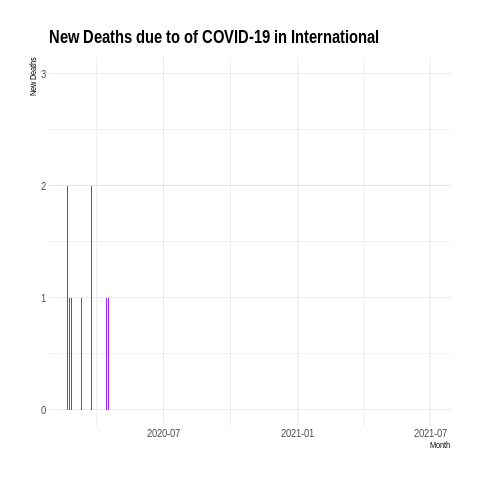 New Deaths due to of COVID-19 in International
New Deaths
3
2
1
0
2020-07
2021-01
2021-07
Month